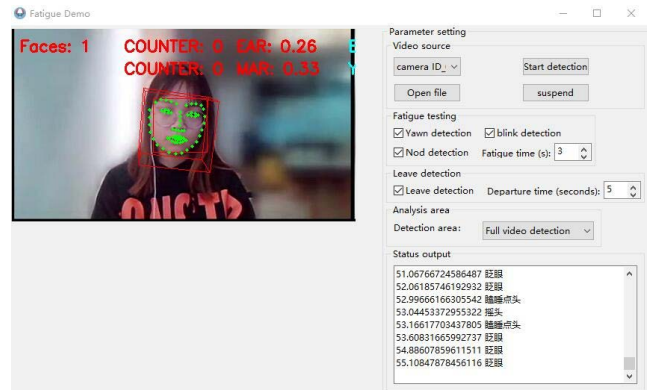 Fatigue Demo
Faces: 1 COUNTER: 0 EAR: 0.26
COUNTER: 0 MAR: 0.33
Parameter setting
Video source
camera ID_
Start detection
Open file
suspend
Fatigue testing
Yawn detection
blink detection
Nod detection
Fatigue time (s): 3
Leave detection
Leave detection
Departure time (seconds): 5
Analysis area
Detection area: Full video detection
Status output
51.06766724586487 眨眼
52.06185746192932 眨眼
52.99666166305542 瞌睡点头
53.04453372955322 摇头
53.16617703437805 瞌睡点头
53.60831665992737 眨眼
54.88607859611511 眨眼
55.10847878456116 眨眼